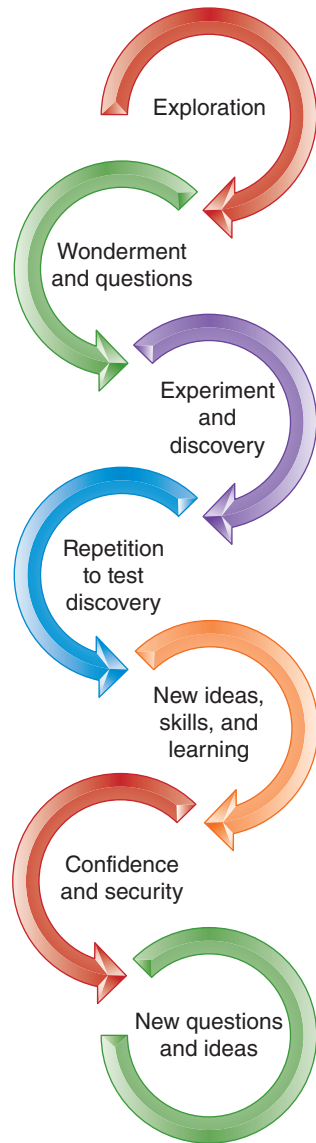 Exploration
Wonderment
and questions
Experiment
and
discovery
Repetition
to test
discovery
New ideas,
skills, and
learning
Confidence
and security
New questions
and ideas